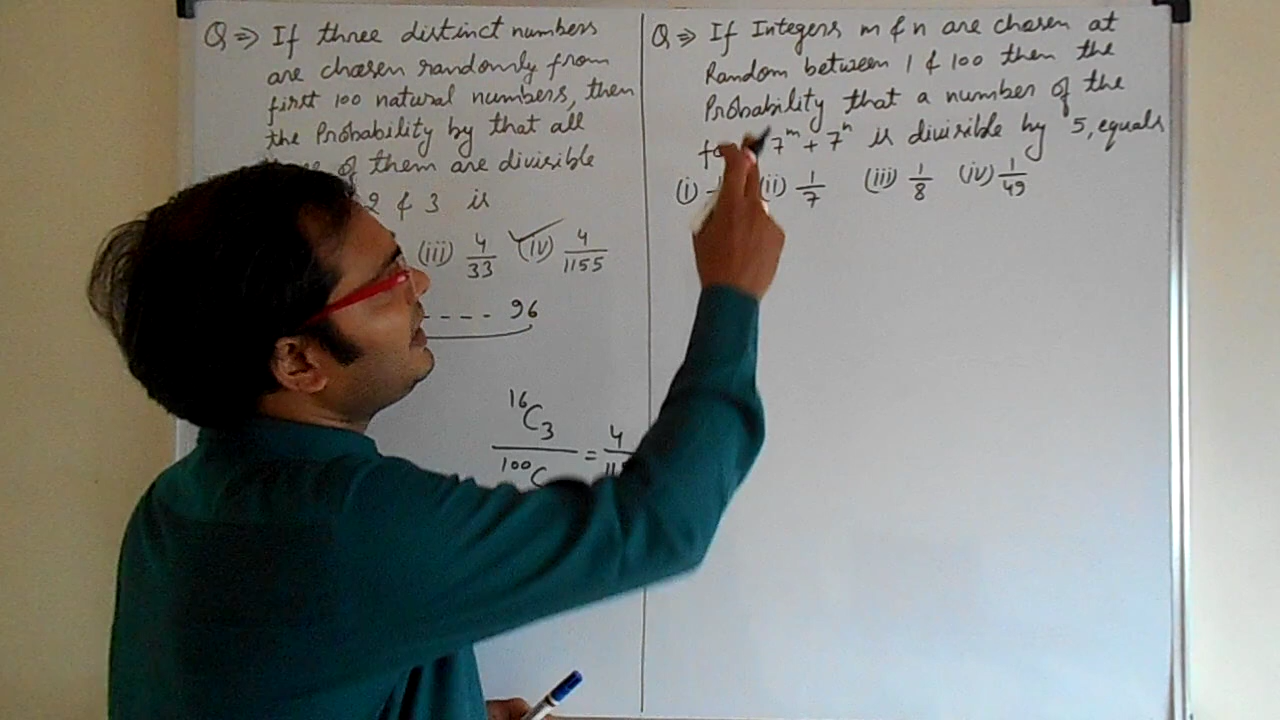 Q ⇒ If three distinct numbers
are chosen randomly from
first 100 natural numbers, then
the Probability by that all
of them are divisible
2 & 3 is
(iii) 4/33 (iv) 4/1155
---- 96
¹⁶C₃
/ ¹⁰⁰C = 4/
Q ⇒ If Integers m & n are chosen at
Random between 1 & 100 then the
Probability that a number of the
7^m + 7^n is divisible by 5, equals
(i) (ii) 1/7 (iii) 1/8 (iv) 1/49